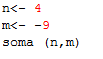 n<- 4
m<- -9
soma (n,m)